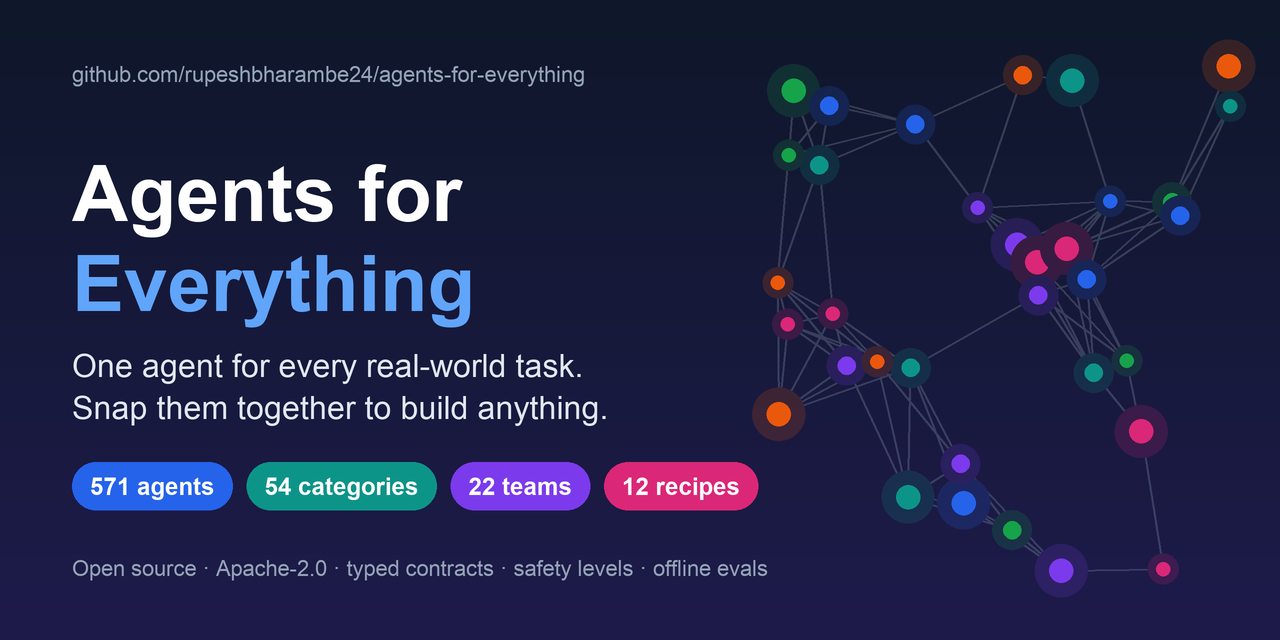 github.com/rupeshbharambe24/agents-for-everything
Agents for
Everything
One agent for every real-world task.
Snap them together to build anything.
571 agents
54 categories
22 teams
12 recipes
Open source · Apache-2.0 · typed contracts · safety levels · offline evals